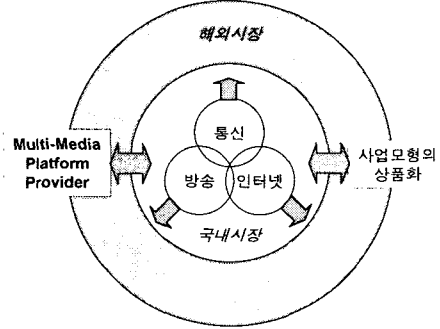 해외시장
통신
Multi-Media
Platform
Provider
사업모형의
상품화
방송
인터넷
국내시장